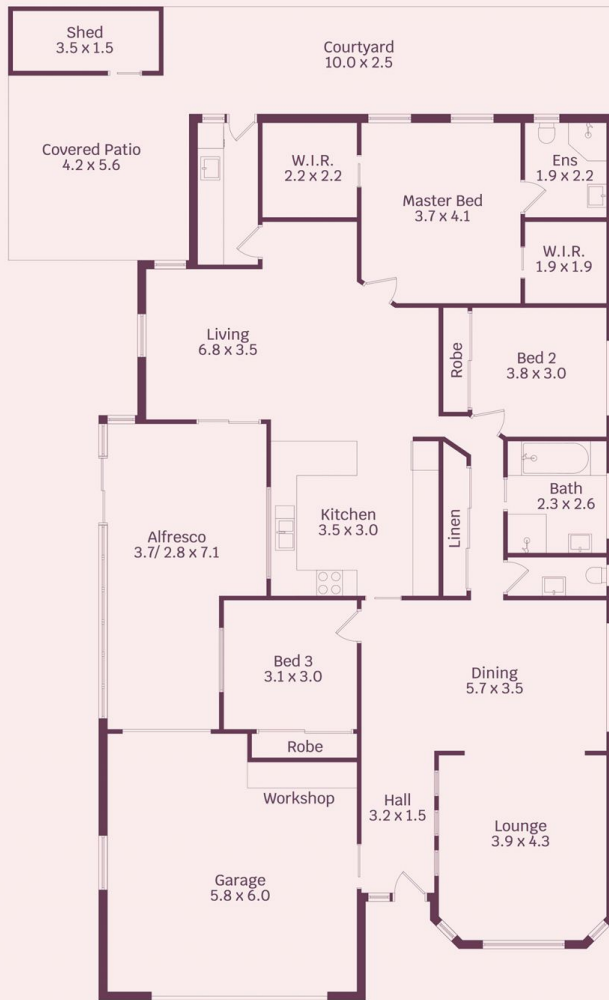 Shed
3.5 x 1.5
Courtyard
10.0 x 2.5
Covered Patio
4.2 x 5.6
W.I.R.
2.2 x 2.2
Master Bed
3.7 x 4.1
Ens
1.9 x 2.2
W.I.R.
1.9 x 1.9
Living
6.8 x 3.5
Robe
Bed 2
3.8 x 3.0
Kitchen
3.5 x 3.0
Linen
Bath
2.3 x 2.6
Alfresco
3.7/ 2.8 x 7.1
Bed 3
3.1 x 3.0
Dining
5.7 x 3.5
Robe
Workshop
Hall
3.2 x 1.5
Lounge
3.9 x 4.3
Garage
5.8 x 6.0